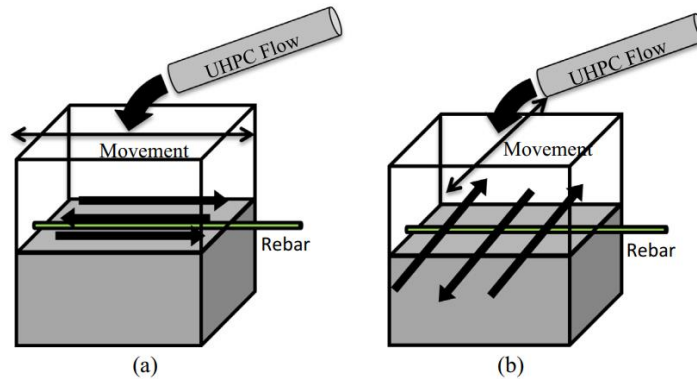 UHPC Flow
Movement
Rebar
(a)
UHPC Flow
Movement
Rebar
(b)